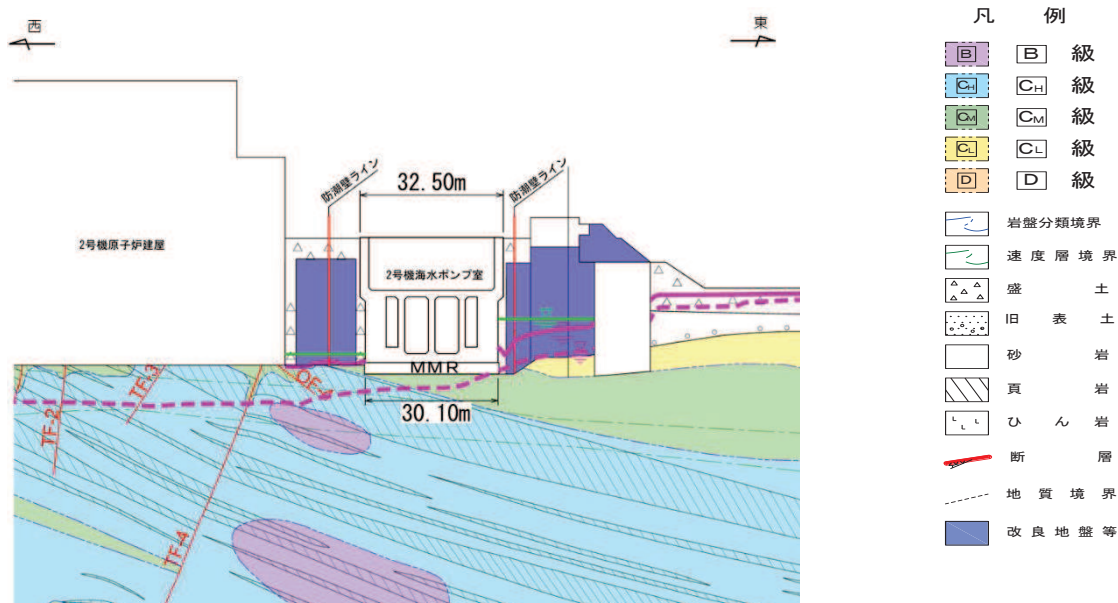 西
東
防潮壁ライン
32.50m
防潮壁ライン
2号機原子炉建屋
2号機海水ポンプ室
MMR
30.10m
TF-2
TF-3
OF-4
TF-4
凡 例
B B 級
CH CH 級
CM CM 級
CL CL 級
D D 級
岩盤分類境界
速度層境界
盛土
旧表土
砂岩
頁岩
ひん岩
断層
地質境界
改良地盤等